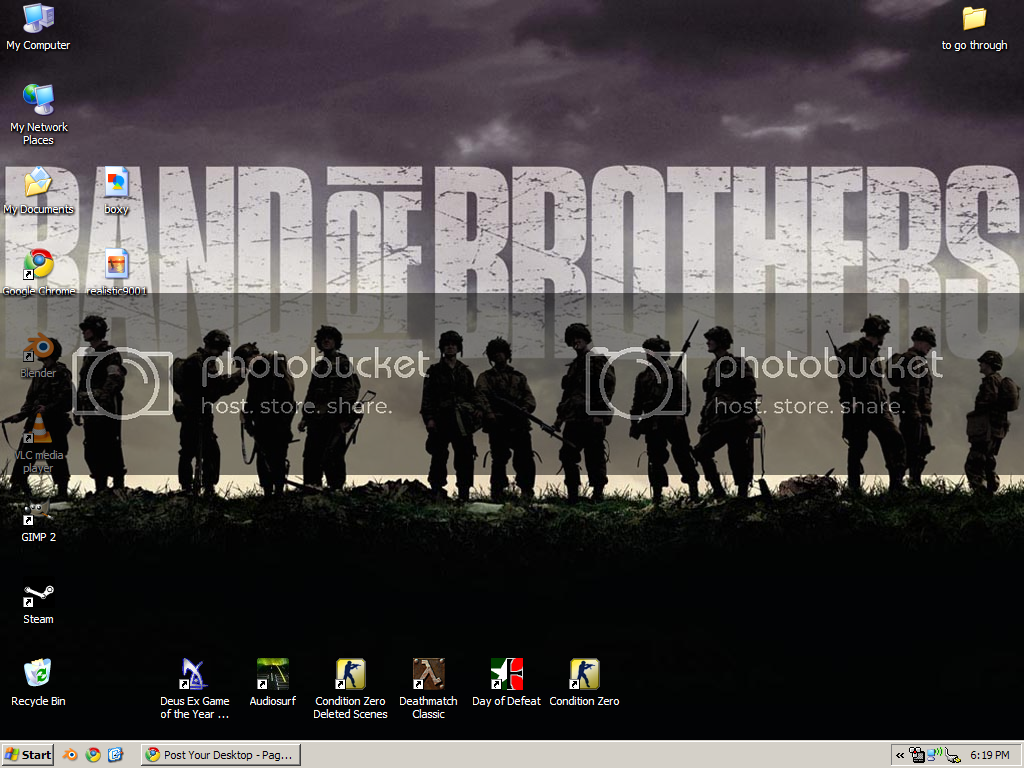 My Computer
to go through
My Network
Places
BAND OF BROTHERS
My Documents
boxy
Google Chrome
realistic9001
Blender
photobucket
host. store. share.
photobucket
host. store. share.
VLC media
player
GIMP 2
Steam
Recycle Bin
Deus Ex Game
of the Year ...
Audiosurf
Condition Zero
Deleted Scenes
Deathmatch
Classic
Day of Defeat
Condition Zero
Start
Post Your Desktop - Pag...
6:19 PM